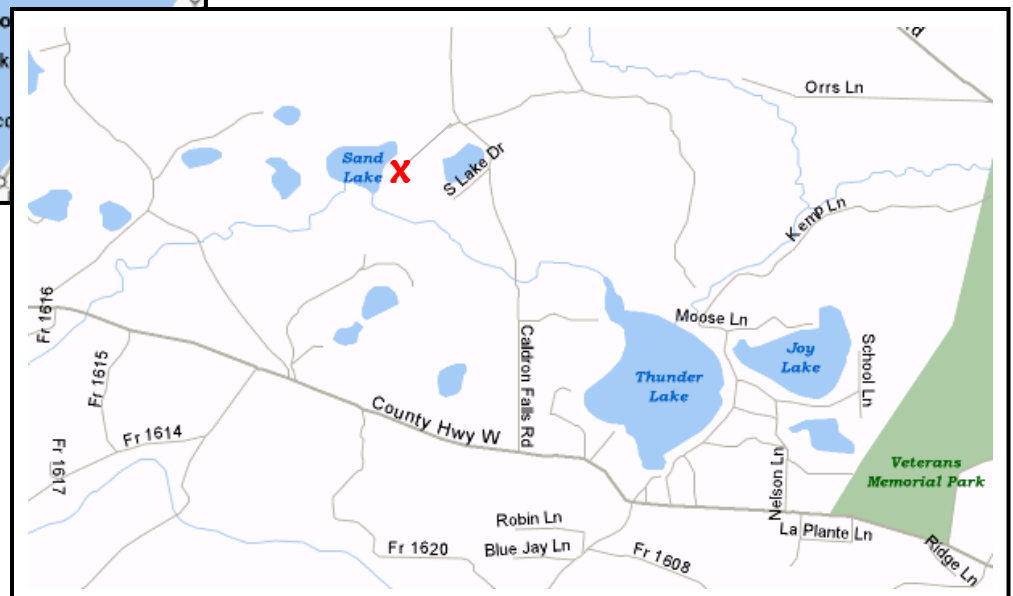 Orrs Ln
Sand
Lake
X
S Lake Dr
Kemp Ln
Fr 1616
Moose Ln
Fr 1615
Caldron Falls Rd
Joy
Lake
School Ln
Thunder
Lake
County Hwy W
Fr 1614
Fr 1617
Nelson Ln
Veterans
Memorial Park
Robin Ln
La Plante Ln
Blue Jay Ln
Fr 1620
Fr 1608
Ridge Ln